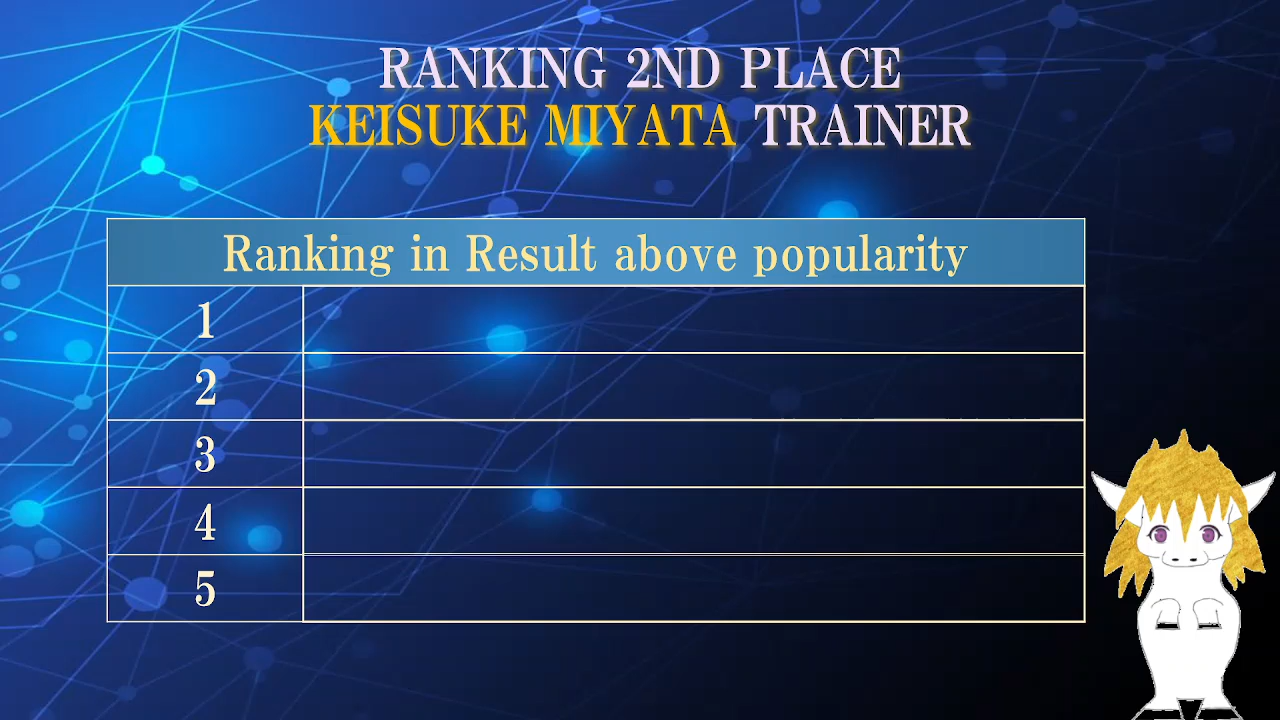 RANKING 2ND PLACE
KEISUKE MIYATA TRAINER
Ranking in Result above popularity
1
2
3
4
5